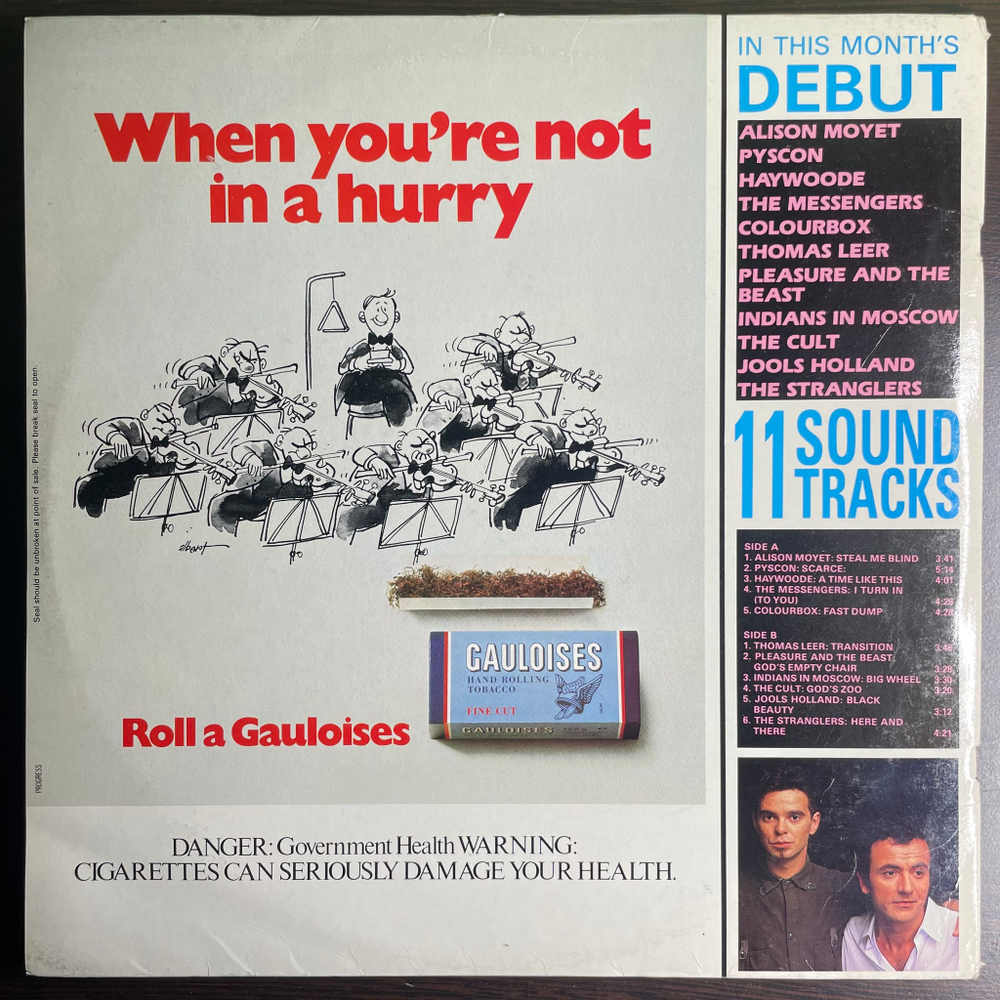 When you're not
in a hurry
Seal should be unbroken at point of sale. Please break seal to open.
albarot
GAULOISES
HAND ROLLING
TOBACCO
FINE CUT
GAULOISES
Roll a Gauloises
PROGRESS
DANGER: Government Health WARNING:
CIGARETTES CAN SERIOUSLY DAMAGE YOUR HEALTH.
IN THIS MONTH'S
DEBUT
ALISON MOYET
PYSCON
HAYWOODE
THE MESSENGERS
COLOURBOX
THOMAS LEER
PLEASURE AND THE
BEAST
INDIANS IN MOSCOW
THE CULT
JOOLS HOLLAND
THE STRANGLERS
11 SOUND
TRACKS
SIDE A
1. ALISON MOYET: STEAL ME BLIND 3:41
2. PYSCON: SCARCE: 5:14
3. HAYWOODE: A TIME LIKE THIS 4:01
4. THE MESSENGERS: I TURN IN
(TO YOU) 4:28
5. COLOURBOX: FAST DUMP 4:28
SIDE B
1. THOMAS LEER: TRANSITION 3:48
2. PLEASURE AND THE BEAST:
GOD'S EMPTY CHAIR 3:28
3. INDIANS IN MOSCOW: BIG WHEEL 3:30
4. THE CULT: GOD'S ZOO 3:20
5. JOOLS HOLLAND: BLACK
BEAUTY 3:12
6. THE STRANGLERS: HERE AND
THERE 4:21